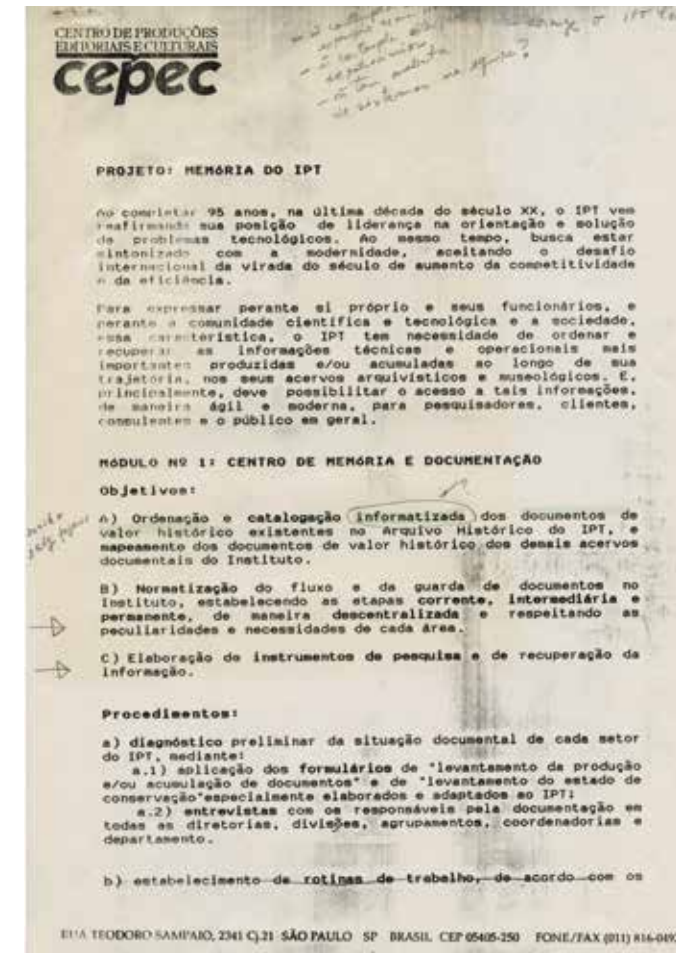 CENTRO DE PRODUÇÕES
EDITORIAIS E CULTURAIS
cepec
PROJETO: MEMÓRIA DO IPT
Ao completar 95 anos, na última década do século XX, o IPT vem
reafirmando sua posição de liderança na orientação e solução
de problemas tecnológicos. Ao mesmo tempo, busca estar
sintonizado com a modernidade, aceitando o desafio
internacional da virada do século de aumento da competitividade
e da eficiência.
Para expressar perante si próprio e seus funcionários, e
perante a comunidade científica e tecnológica e a sociedade,
essa característica, o IPT tem necessidade de ordenar e
recuperar as informações técnicas e operacionais mais
importantes produzidas e/ou acumuladas ao longo de sua
trajetória, nos seus acervos arquivísticos e museológicos. E,
principalmente, deve possibilitar o acesso a tais informações,
de maneira ágil e moderna, para pesquisadores, clientes,
consulentes e o público em geral.
MÓDULO Nº 1: CENTRO DE MEMÓRIA E DOCUMENTAÇÃO
Objetivos:
A) Ordenação e catalogação informatizada dos documentos de
valor histórico existentes no Arquivo Histórico do IPT, e
mapeamento dos documentos de valor histórico dos demais acervos
documentais do Instituto.
B) Normatização do fluxo e da guarda de documentos no
Instituto, estabelecendo as etapas corrente, intermediária e
permanente, de maneira descentralizada e respeitando as
peculiaridades e necessidades de cada área.
C) Elaboração de instrumentos de pesquisa e de recuperação da
informação.
Procedimentos:
a) diagnóstico preliminar da situação documental de cada setor
do IPT, mediante:
a.1) aplicação dos formulários de "levantamento da produção
e/ou acumulação de documentos" e de "levantamento do estado de
conservação"especialmente elaborados e adaptados ao IPT;
a.2) entrevistas com os responsáveis pela documentação em
todas as diretorias, divisões, agrupamentos, coordenadorias e
departamento.
b) estabelecimento de rotinas de trabalho, de acordo com os
RUA TEODORO SAMPAIO, 2341 Cj.21 SÃO PAULO SP BRASIL CEP 05405-250 FONE/FAX (011) 816-049